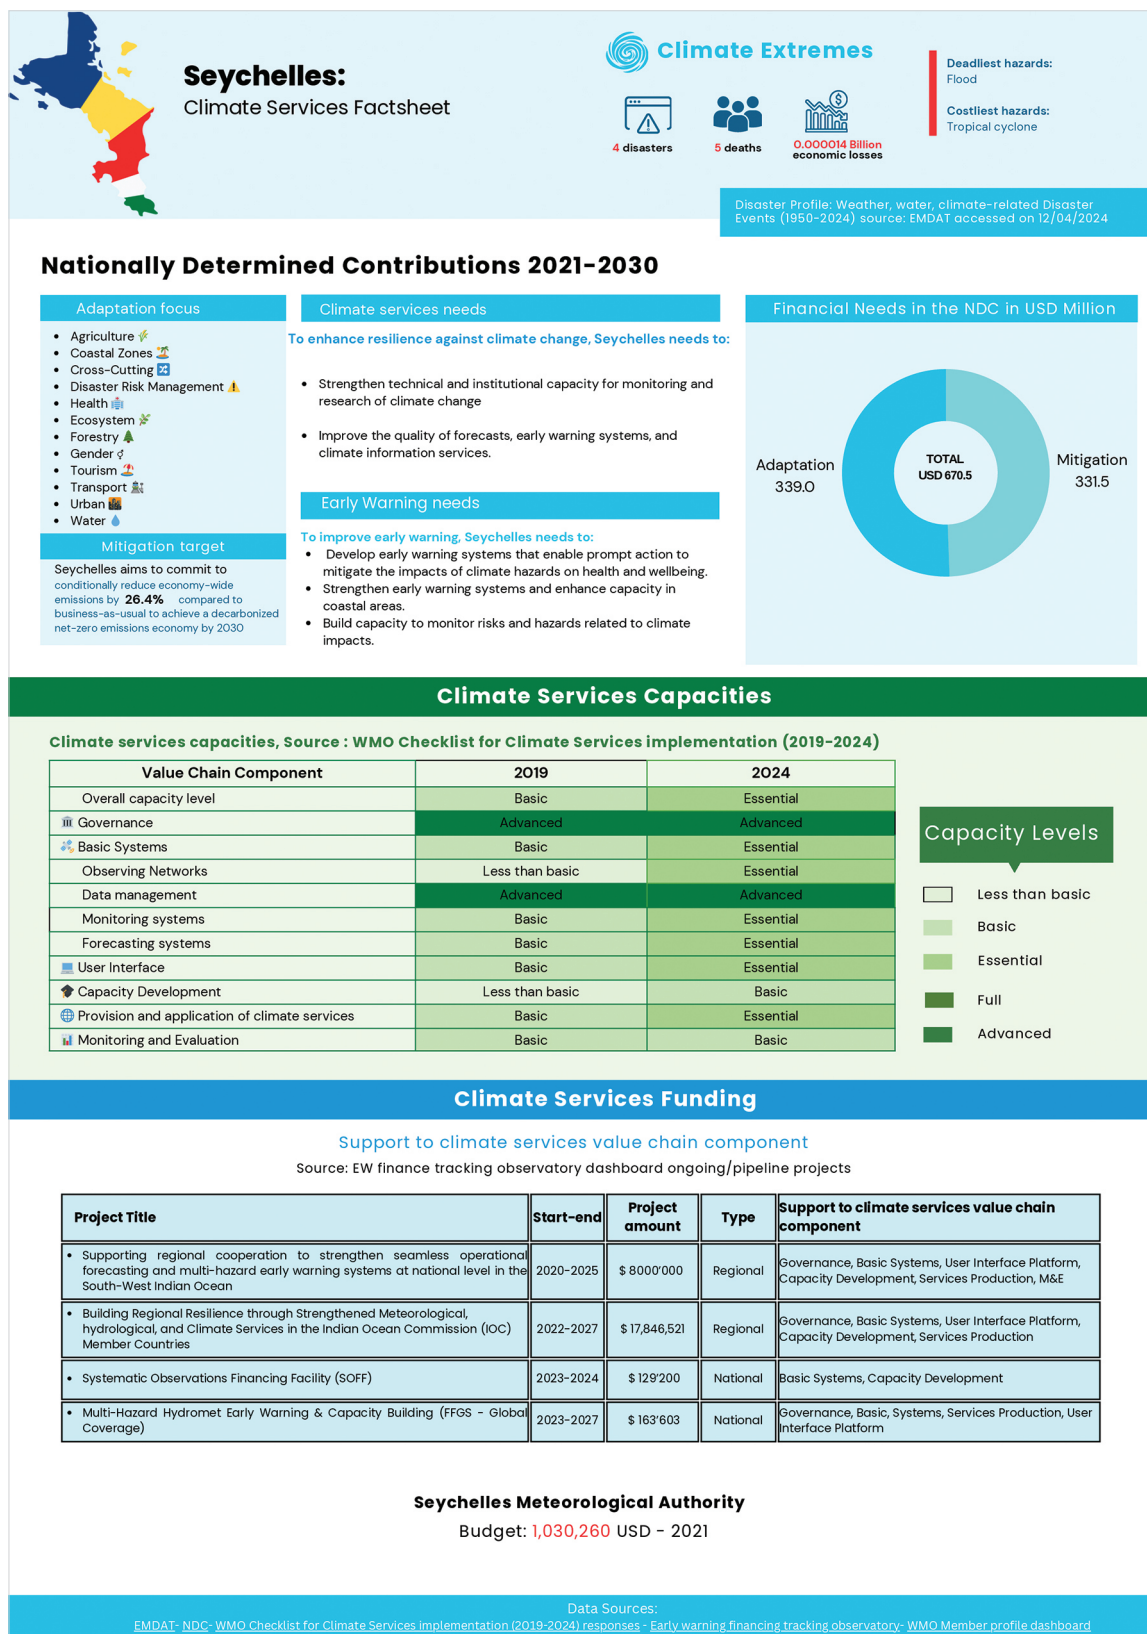 Seychelles:
Climate Services Factsheet
Climate Extremes
4 disasters
5 deaths
0.000014 Billion
economic losses
Deadliest hazards:
Flood
Costliest hazards:
Tropical cyclone
Disaster Profile: Weather, water, climate-related Disaster
Events (1950-2024) source: EMDAT accessed on 12/04/2024
Nationally Determined Contributions 2021-2030
Adaptation focus
• Agriculture
• Coastal Zones
• Cross-Cutting
• Disaster Risk Management
• Health
• Ecosystem
• Forestry
• Gender
• Tourism
• Transport
• Urban
• Water
Mitigation target
Seychelles aims to commit to
conditionally reduce economy-wide
emissions by 26.4% compared to
business-as-usual to achieve a decarbonized
net-zero emissions economy by 2030
Climate services needs
To enhance resilience against climate change, Seychelles needs to:
• Strengthen technical and institutional capacity for monitoring and
research of climate change
• Improve the quality of forecasts, early warning systems, and
climate information services.
Early Warning needs
To improve early warning, Seychelles needs to:
• Develop early warning systems that enable prompt action to
mitigate the impacts of climate hazards on health and wellbeing.
• Strengthen early warning systems and enhance capacity in
coastal areas.
• Build capacity to monitor risks and hazards related to climate
impacts.
Financial Needs in the NDC in USD Million
Adaptation
339.0
TOTAL
USD 670.5
Mitigation
331.5
Climate Services Capacities
Climate services capacities, Source : WMO Checklist for Climate Services implementation (2019-2024)
Value Chain Component 2019 2024
Overall capacity level Basic Essential
Governance Advanced Advanced
Basic Systems Basic Essential
Observing Networks Less than basic Essential
Data management Advanced Advanced
Monitoring systems Basic Essential
Forecasting systems Basic Essential
User Interface Basic Essential
Capacity Development Less than basic Basic
Provision and application of climate services Basic Essential
Monitoring and Evaluation Basic Basic
Capacity Levels
Less than basic
Basic
Essential
Full
Advanced
Climate Services Funding
Support to climate services value chain component
Source: EW finance tracking observatory dashboard ongoing/pipeline projects
Project Title Start-end Project amount Type Support to climate services value chain component
• Supporting regional cooperation to strengthen seamless operational
forecasting and multi-hazard early warning systems at national level in the
South-West Indian Ocean
2020-2025
$ 8000'000
Regional
Governance, Basic Systems, User Interface Platform,
Capacity Development, Services Production, M&E
• Building Regional Resilience through Strengthened Meteorological,
hydrological, and Climate Services in the Indian Ocean Commission (IOC)
Member Countries
2022-2027
$ 17,846,521
Regional
Governance, Basic Systems, User Interface Platform,
Capacity Development, Services Production
• Systematic Observations Financing Facility (SOFF)
2023-2024
$ 129'200
National
Basic Systems, Capacity Development
• Multi-Hazard Hydromet Early Warning & Capacity Building (FFGS - Global
Coverage)
2023-2027
$ 163'603
National
Governance, Basic, Systems, Services Production, User
Interface Platform
Seychelles Meteorological Authority
Budget: 1,030,260 USD - 2021
Data Sources:
EMDAT- NDC- WMO Checklist for Climate Services implementation (2019-2024) responses - Early warning financing tracking observatory- WMO Member profile dashboard